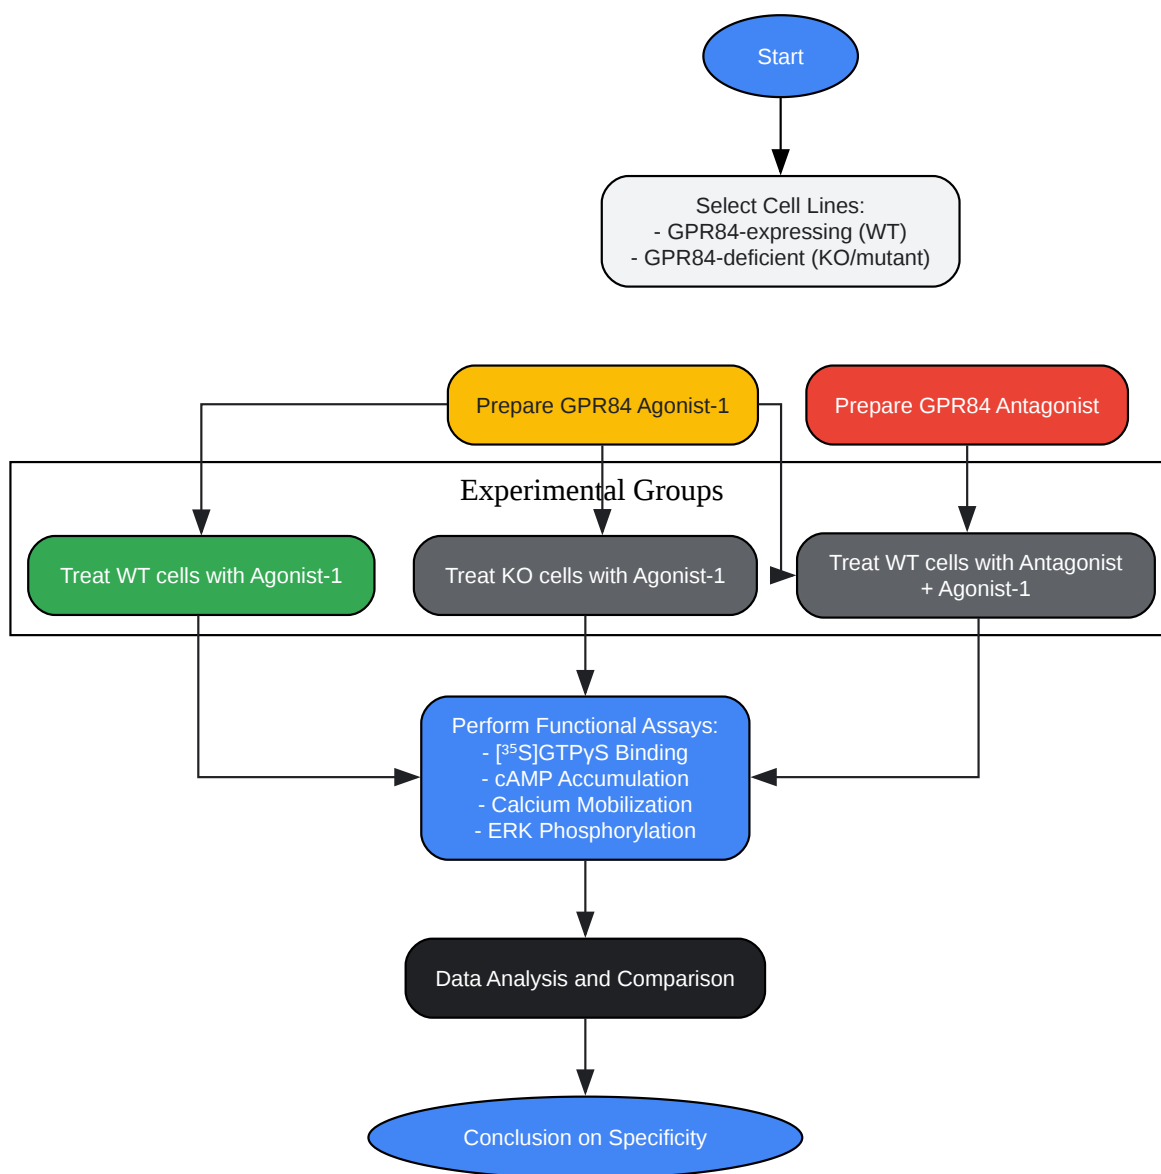 Start
Select Cell Lines:
- GPR84-expressing (WT)
- GPR84-deficient (KO/mutant)
Prepare GPR84 Agonist-1
Prepare GPR84 Antagonist
Experimental Groups
Treat WT cells with Agonist-1
Treat KO cells with Agonist-1
Treat WT cells with Antagonist
+ Agonist-1
Perform Functional Assays:
- [³⁵S]GTPγS Binding
- cAMP Accumulation
- Calcium Mobilization
- ERK Phosphorylation
Data Analysis and Comparison
Conclusion on Specificity